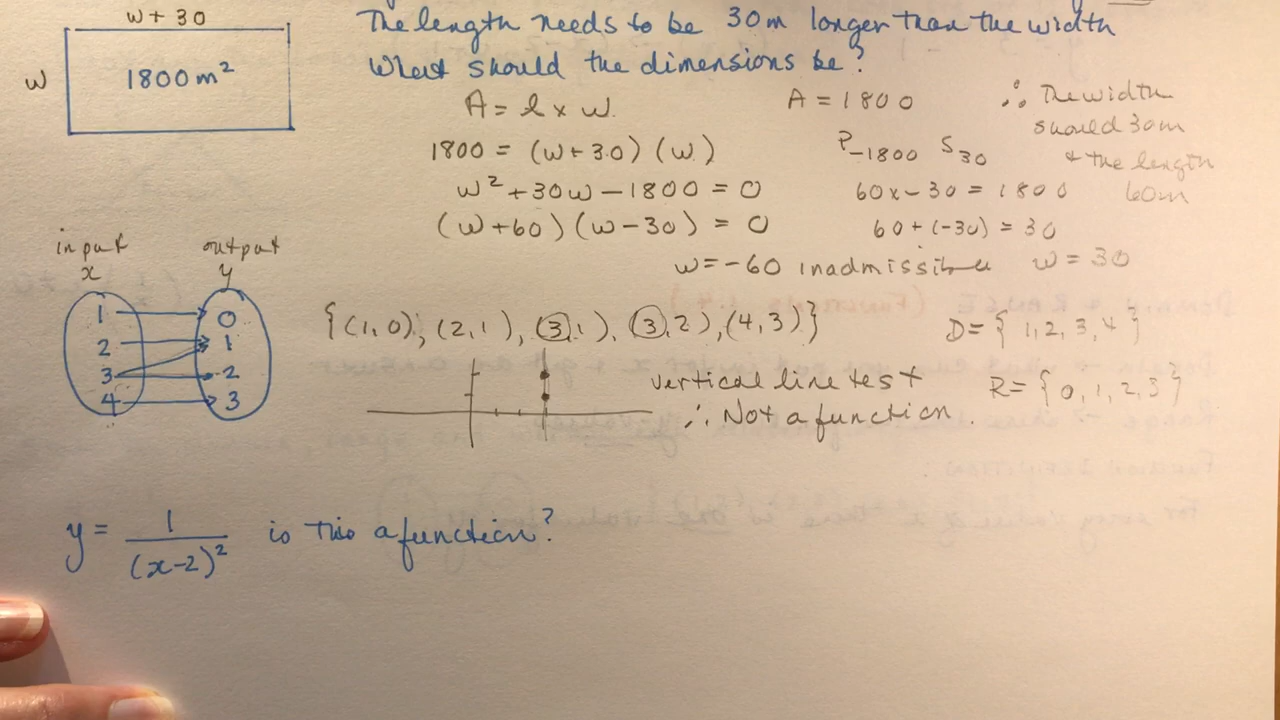 The length needs to be 30m longer than the width
What should the dimensions be?
w + 30
w
1800 m²
A = l x w
1800 = (w+30)(w)
w² + 30w - 1800 = 0
(w+60)(w-30) = 0
w = -60 inadmissible w = 30
A = 1800
P -1800 S 30
60x - 30 = 1800
60 + (-30) = 30
∴ The width
should 30m
+ the length
60m
input output
x y
1 0
2 1
3 2
4 3
{(1,0), (2,1), (3,1), (3,2), (4,3)}
D = { 1, 2, 3, 4 }
R = { 0, 1, 2, 3 }
vertical line test
∴ Not a function.
y = 1/(x-2)² is this a function?